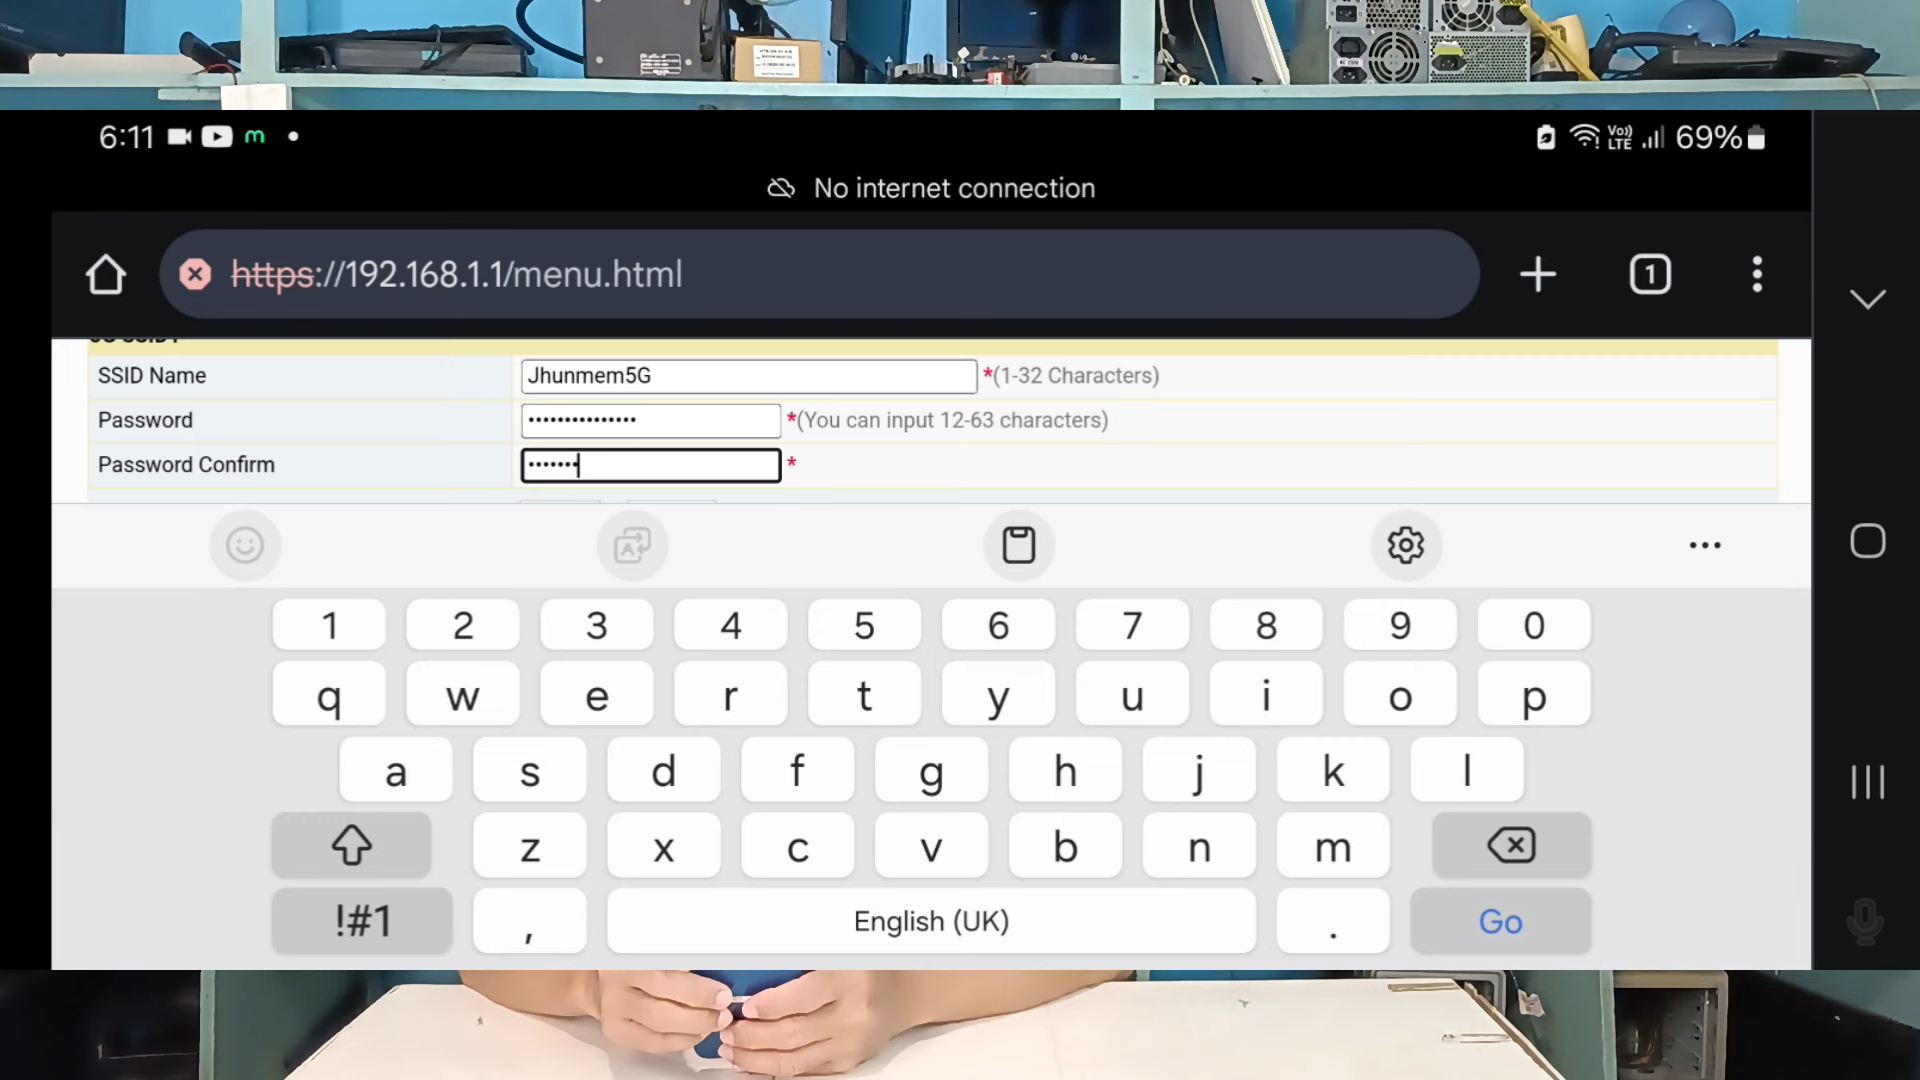 6:11
Vo))
LTE
69%
No internet connection
https://192.168.1.1/menu.html
1
SSID Name
Jhunmem5G
*(1-32 Characters)
Password
•••••••••••••••
*(You can input 12-63 characters)
Password Confirm
•••••••
*
1 2 3 4 5 6 7 8 9 0
q w e r t y u i o p
a s d f g h j k l
z x c v b n m
!#1 , English (UK) . Go